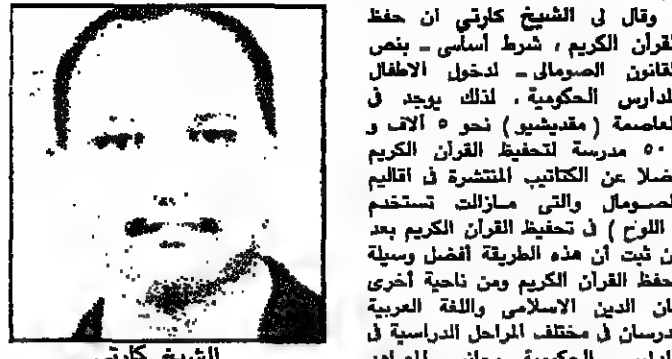 وقال لى الشيخ كارتي ان حفظ
القرآن الكريم ، شرط أساسى ـ بنص
القانون الصومالى ـ لدخول الاطفال
المدارس الحكومية ، لذلك يوجد فى
العاصمة ( مقديشيو ) نحو ٥ آلاف و
٥٠ مدرسة لتحفيظ القرآن الكريم
فضلا عن الكتاتيب المنتشرة فى اقاليم
الصومال والتى مازالت تستخدم
( اللوح ) فى تحفيظ القرآن الكريم بعد
أن ثبت أن هذه الطريقة أفضل وسيلة
لحفظ القرآن الكريم ومن ناحية أخرى
الدين الاسلامى واللغة العربية
يدرسان فى مختلف المراحل الدراسية فى
الحكومية
الشيخ كارتي